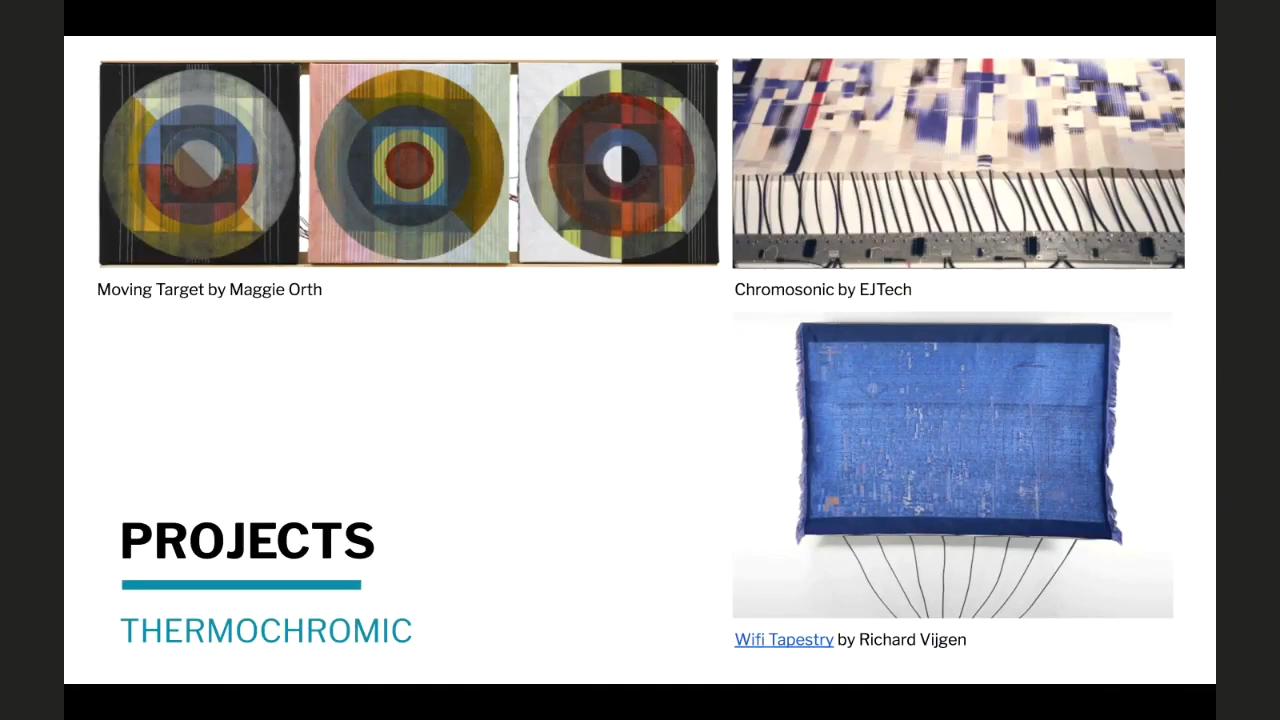 Moving Target by Maggie Orth
Chromosonic by EJTech
PROJECTS
THERMOCHROMIC
Wifi Tapestry by Richard Vijgen